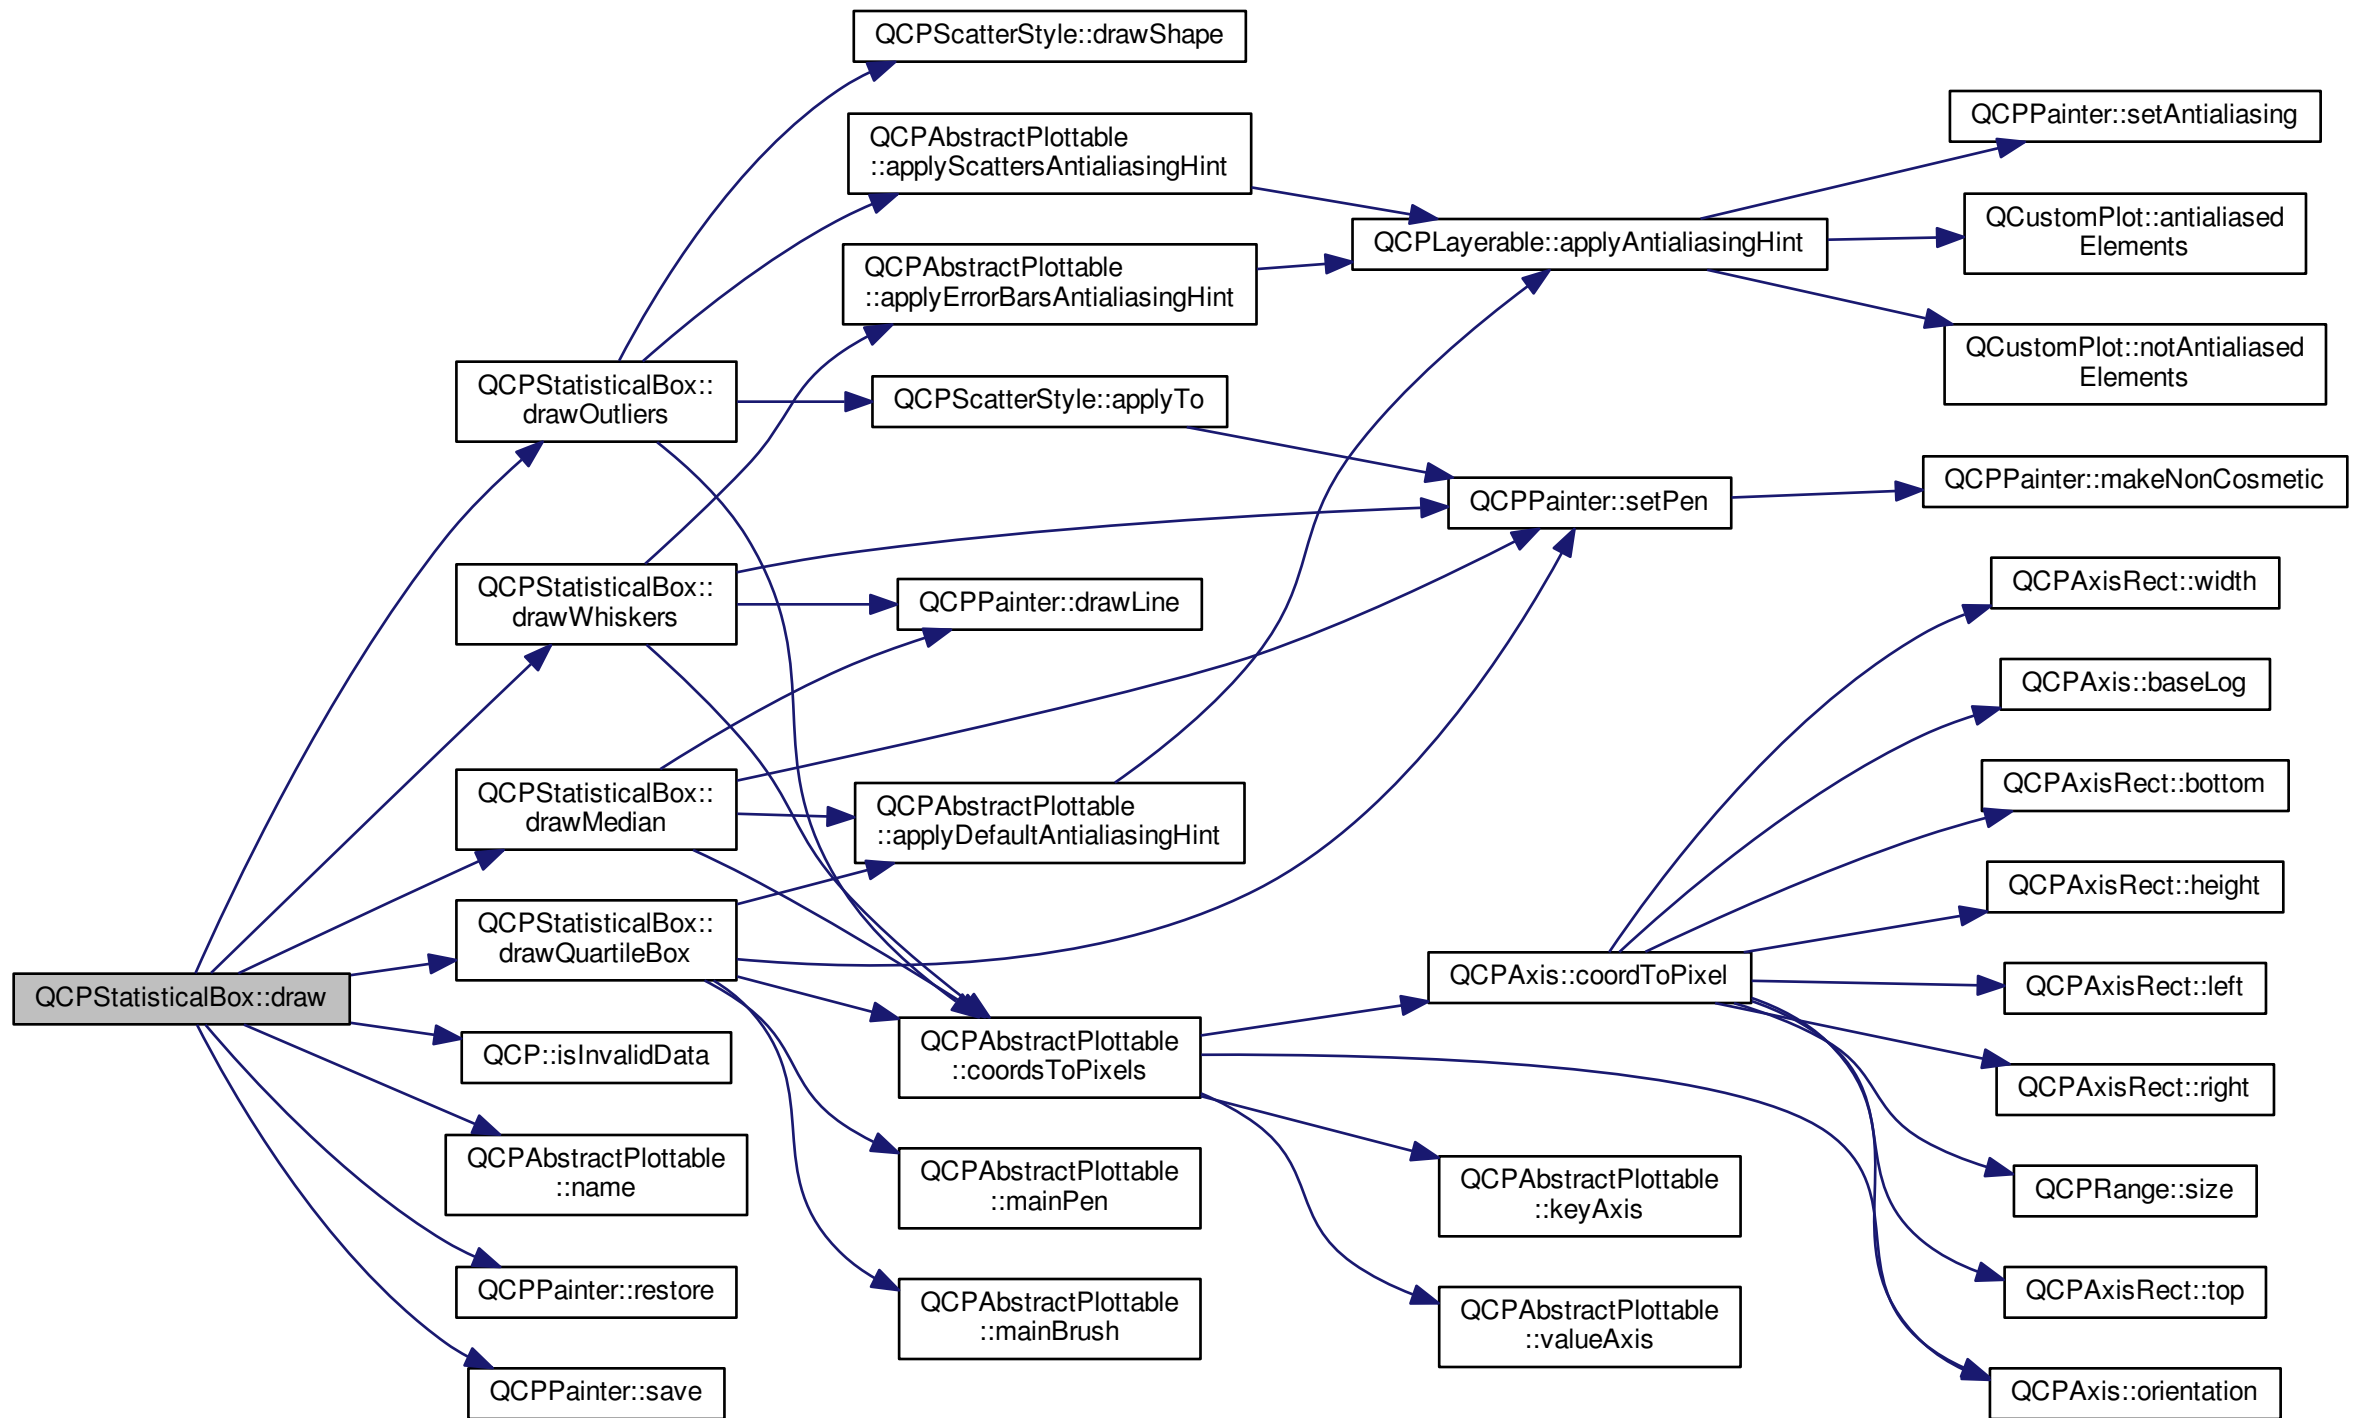 QCPScatterStyle::drawShape
QCPAbstractPlottable
::applyScattersAntialiasingHint
QCPAbstractPlottable
::applyErrorBarsAntialiasingHint
QCPScatterStyle::applyTo
QCPLayerable::applyAntialiasingHint
QCPPainter::setAntialiasing
QCustomPlot::antialiased
Elements
QCustomPlot::notAntialiased
Elements
QCPPainter::setPen
QCPPainter::makeNonCosmetic
QCPStatisticalBox::
drawOutliers
QCPStatisticalBox::
drawWhiskers
QCPPainter::drawLine
QCPStatisticalBox::
drawMedian
QCPAbstractPlottable
::applyDefaultAntialiasingHint
QCPStatisticalBox::
drawQuartileBox
QCPStatisticalBox::draw
QCP::isInvalidData
QCPAbstractPlottable
::name
QCPPainter::restore
QCPPainter::save
QCPAbstractPlottable
::coordsToPixels
QCPAbstractPlottable
::mainPen
QCPAbstractPlottable
::mainBrush
QCPAxis::coordToPixel
QCPAbstractPlottable
::keyAxis
QCPAbstractPlottable
::valueAxis
QCPAxisRect::width
QCPAxis::baseLog
QCPAxisRect::bottom
QCPAxisRect::height
QCPAxisRect::left
QCPAxisRect::right
QCPRange::size
QCPAxisRect::top
QCPAxis::orientation